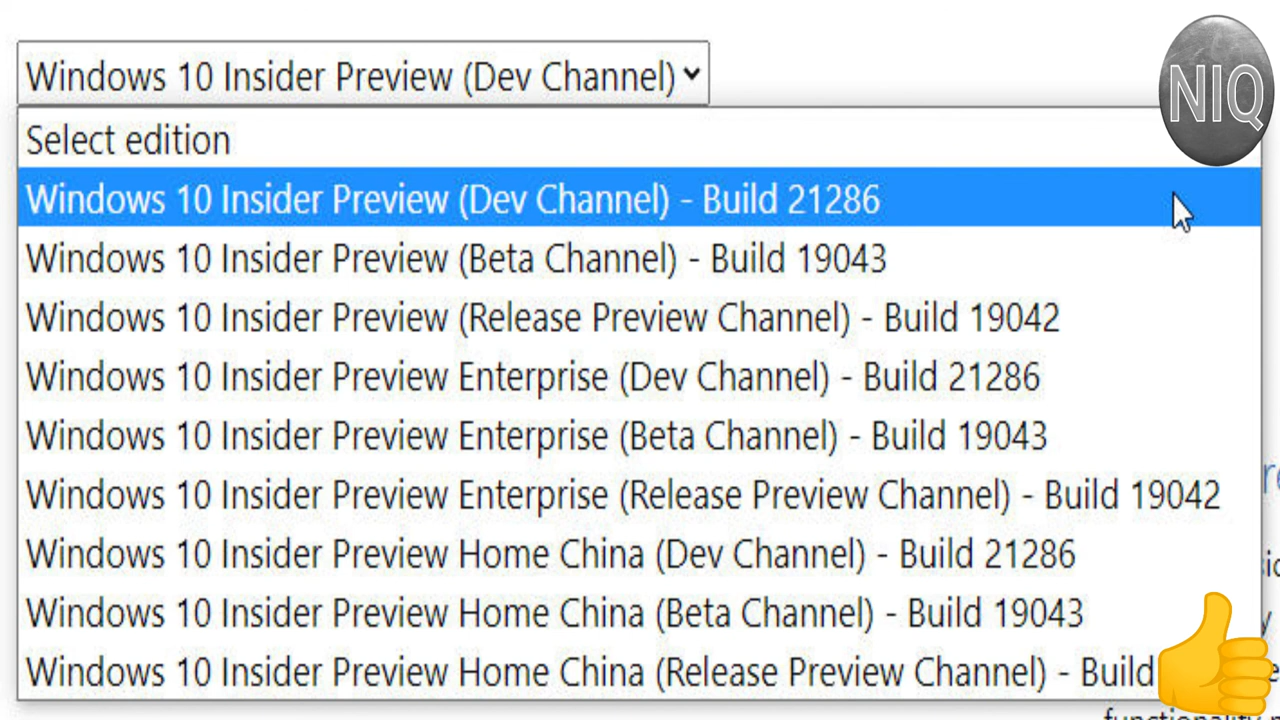 Windows 10 Insider Preview (Dev Channel)
NIQ
Select edition
Windows 10 Insider Preview (Dev Channel) - Build 21286
Windows 10 Insider Preview (Beta Channel) - Build 19043
Windows 10 Insider Preview (Release Preview Channel) - Build 19042
Windows 10 Insider Preview Enterprise (Dev Channel) - Build 21286
Windows 10 Insider Preview Enterprise (Beta Channel) - Build 19043
Windows 10 Insider Preview Enterprise (Release Preview Channel) - Build 19042
Windows 10 Insider Preview Home China (Dev Channel) - Build 21286
Windows 10 Insider Preview Home China (Beta Channel) - Build 19043
Windows 10 Insider Preview Home China (Release Preview Channel) - Build